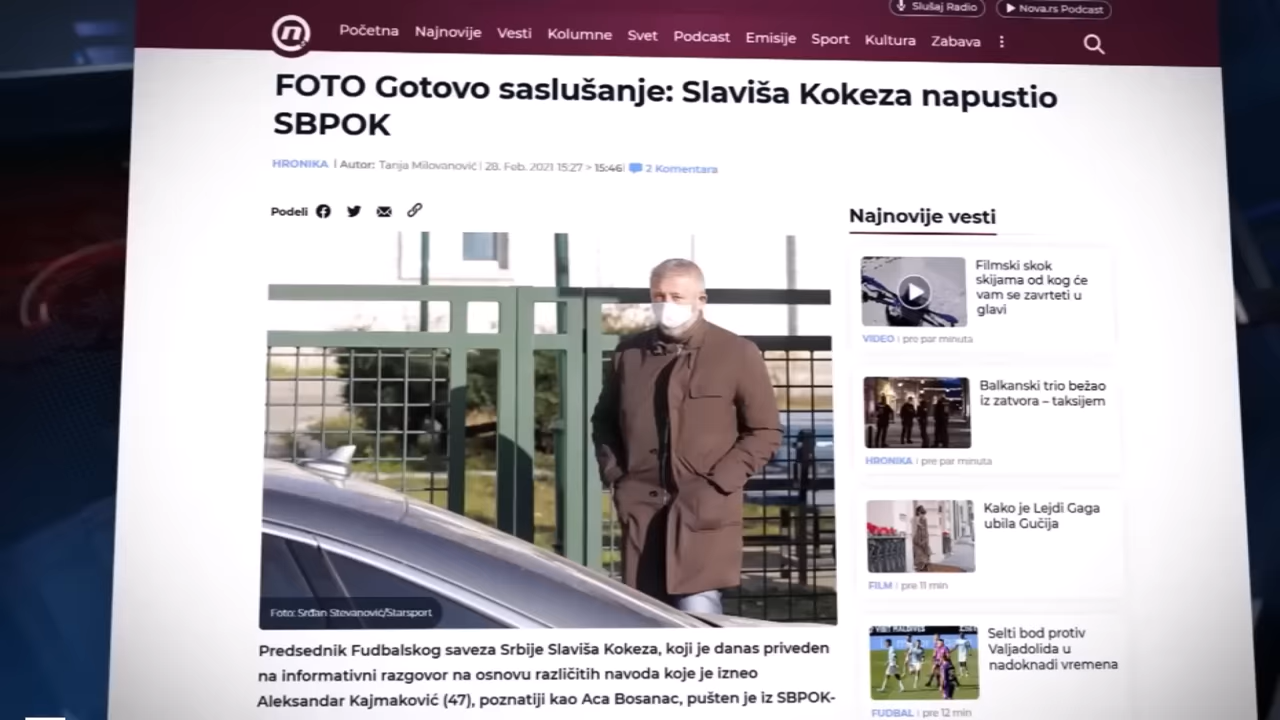 Slušaj Radio
Nova.rs Podcast
Početna Najnovije Vesti Kolumne Svet Podcast Emisije Sport Kultura Zabava
FOTO Gotovo saslušanje: Slaviša Kokeza napustio
SBPOK
HRONIKA | Autor: Tanja Milovanović | 28. Feb. 2021 15:27 > 15:46 | 2 Komentara
Podeli
Foto: Srđan Stevanović/Starsport
Predsednik Fudbalskog saveza Srbije Slaviša Kokeza, koji je danas priveden
na informativni razgovor na osnovu različitih navoda koje je izneo
Aleksandar Kajmaković (47), poznatiji kao Aca Bosanac, pušten je iz SBPOK-
Najnovije vesti
Filmski skok
skijama od kog će
vam se zavrteti u
glavi
VIDEO | pre par minuta
Balkanski trio bežao
iz zatvora – taksijem
HRONIKA | pre par minuta
Kako je Lejdi Gaga
ubila Gučija
FILM | pre 11 min
Selti bod protiv
Valjadolida u
nadoknadi vremena
FUDBAL | pre 12 min